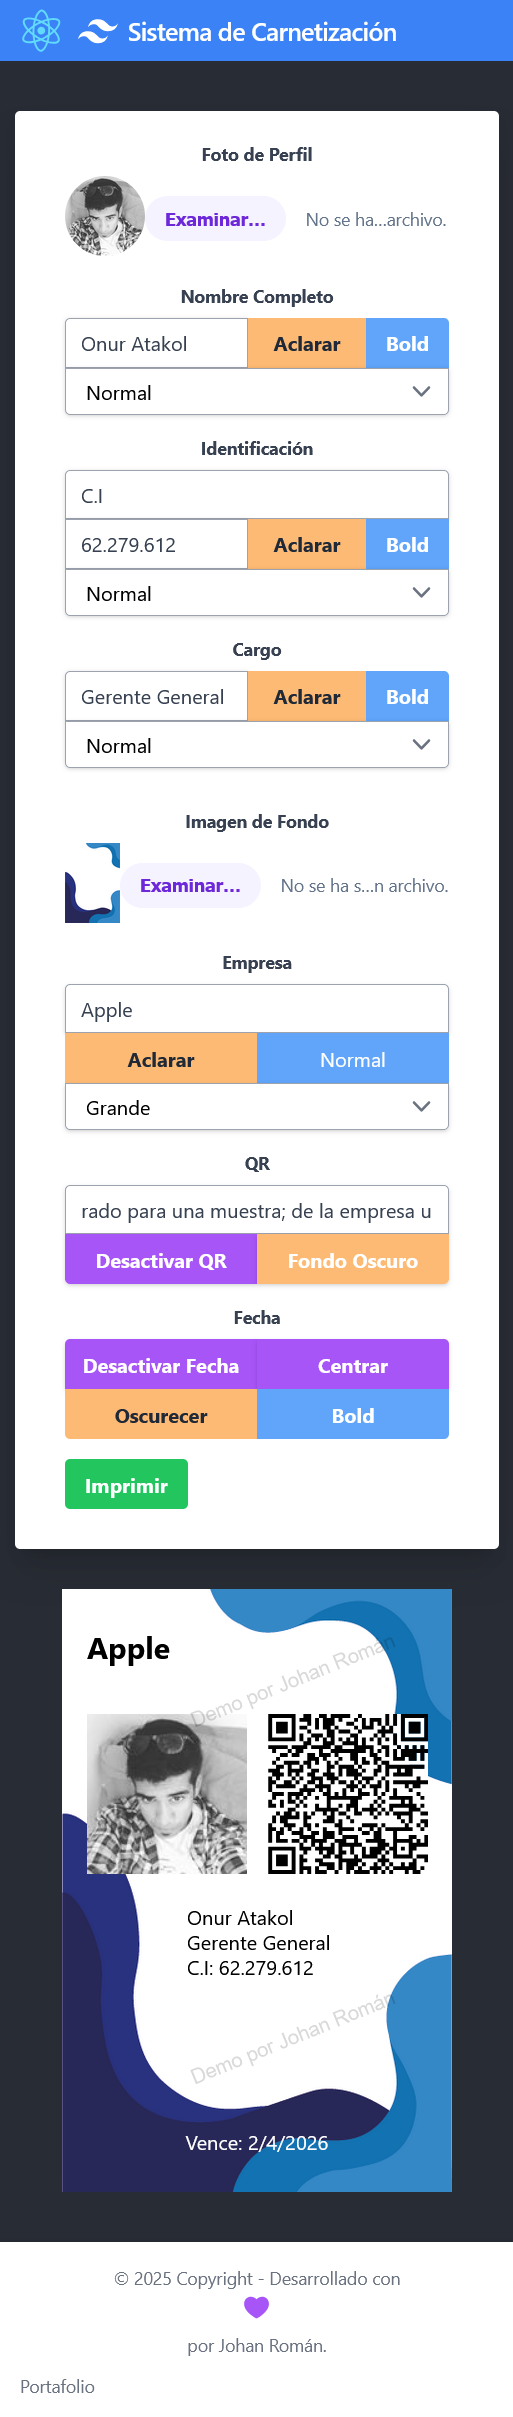 Sistema de Carnetización
Foto de Perfil
Examinar... No se ha...archivo.
Nombre Completo
Onur Atakol Aclarar Bold
Normal
Identificación
C.I
62.279.612 Aclarar Bold
Normal
Cargo
Gerente General Aclarar Bold
Normal
Imagen de Fondo
Examinar... No se ha s...n archivo.
Empresa
Apple
Aclarar Normal
Grande
QR
rado para una muestra; de la empresa u
Desactivar QR Fondo Oscuro
Fecha
Desactivar Fecha Centrar
Oscurecer Bold
Imprimir
Apple
Demo por Johan Román
Onur Atakol
Gerente General
C.I: 62.279.612
Demo por Johan Román
Vence: 2/4/2026
© 2025 Copyright - Desarrollado con
por Johan Román.
Portafolio